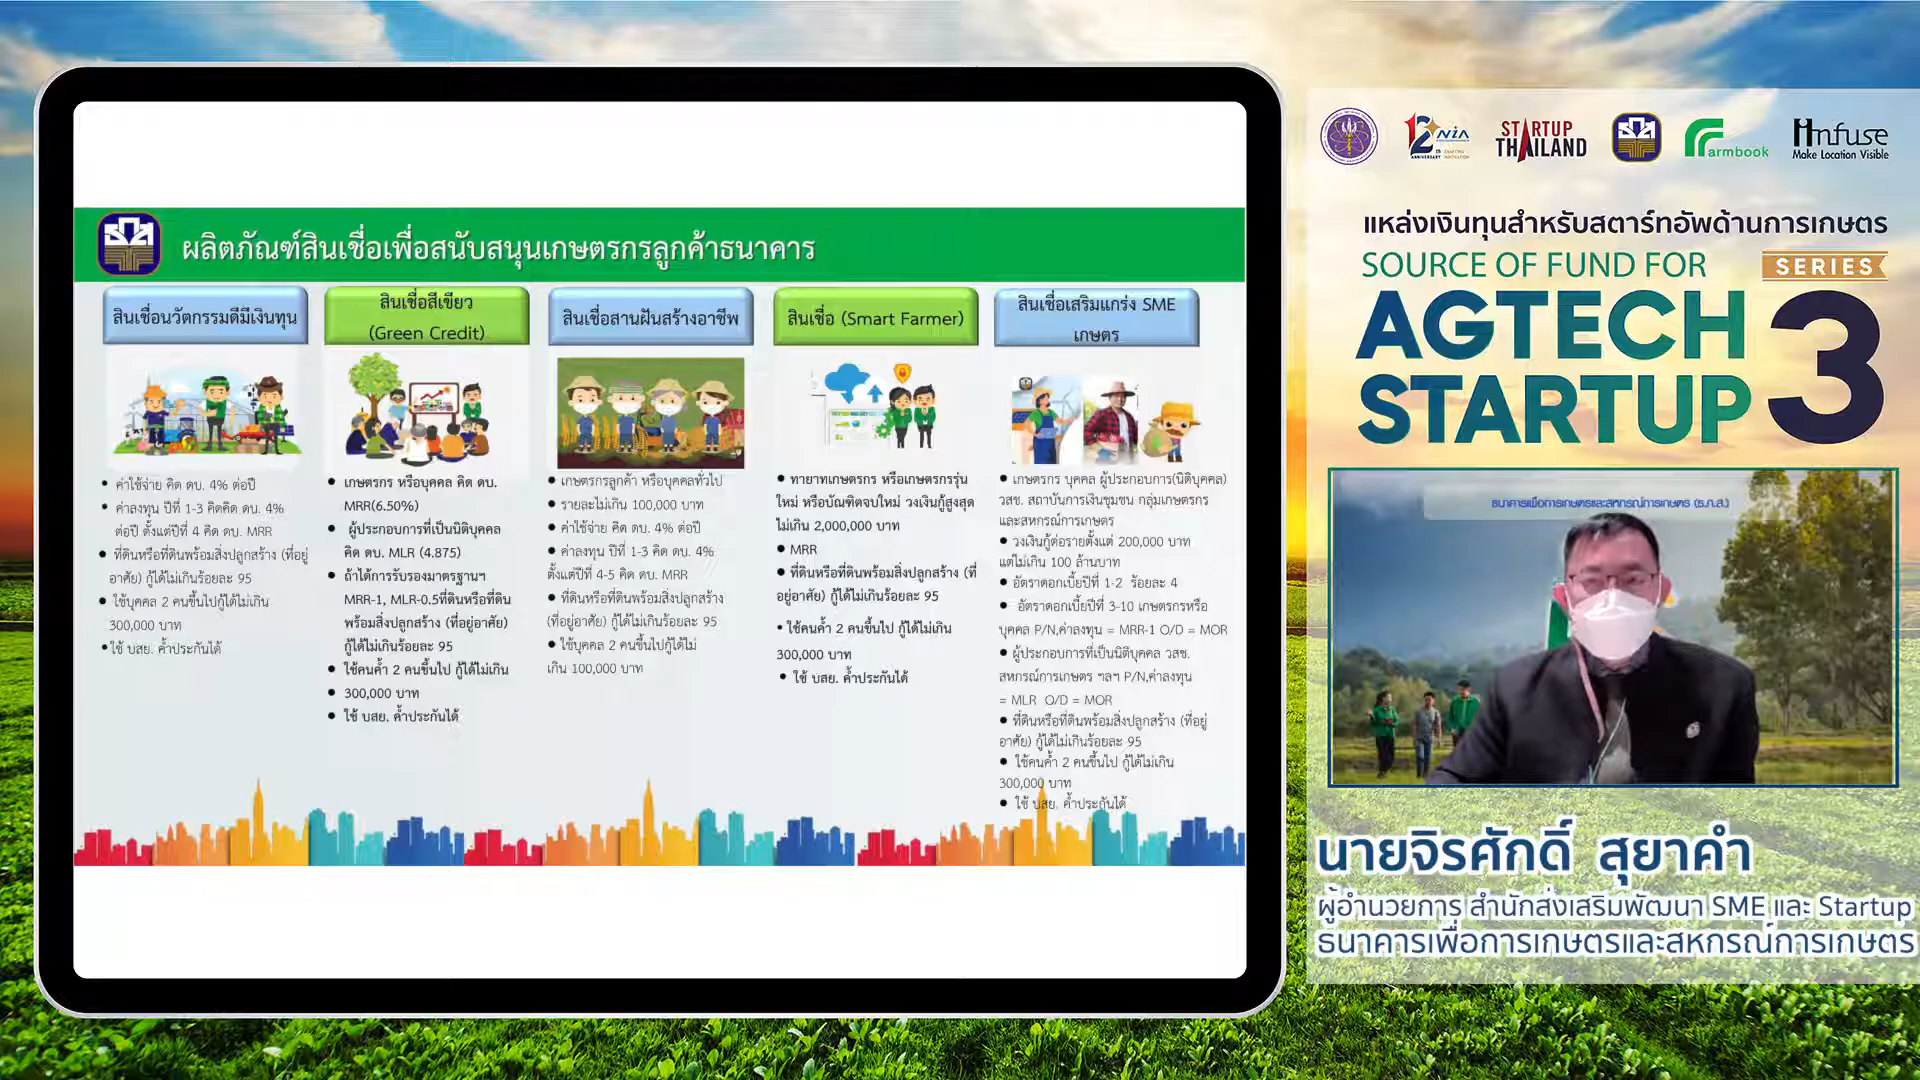 ผลิตภัณฑ์สินเชื่อเพื่อสนับสนุนเกษตรกรลูกค้าธนาคาร
สินเชื่อนวัตกรรมดีมีเงินทุน
ค่าใช้จ่าย คิด ดบ. 4% ต่อปี
ค่าลงทุน ปีที่ 1-3 คิดคิด ดบ. 4%
ต่อปี ตั้งแต่ปีที่ 4 คิด ดบ. MRR
ที่ดินหรือที่ดินพร้อมสิ่งปลูกสร้าง (ที่อยู่
อาศัย) กู้ได้ไม่เกินร้อยละ 95
ใช้บุคคล 2 คนขึ้นไปกู้ได้ไม่เกิน
300,000 บาท
ใช้ บสย. ค้ำประกันได้
สินเชื่อสีเขียว
(Green Credit)
เกษตรกร หรือบุคคล คิด ดบ.
MRR(6.50%)
ผู้ประกอบการที่เป็นนิติบุคคล
คิด ดบ. MLR (4.875)
ถ้าได้การรับรองมาตรฐานฯ
MRR-1, MLR-0.5ที่ดินหรือที่ดิน
พร้อมสิ่งปลูกสร้าง (ที่อยู่อาศัย)
กู้ได้ไม่เกินร้อยละ 95
ใช้คนค้ำ 2 คนขึ้นไป กู้ได้ไม่เกิน
300,000 บาท
ใช้ บสย. ค้ำประกันได้
สินเชื่อสานฝันสร้างอาชีพ
เกษตรกรลูกค้า หรือบุคคลทั่วไป
รายละไม่เกิน 100,000 บาท
ค่าใช้จ่าย คิด ดบ. 4% ต่อปี
ค่าลงทุน ปีที่ 1-3 คิด ดบ. 4%
ตั้งแต่ปีที่ 4-5 คิด ดบ. MRR
ที่ดินหรือที่ดินพร้อมสิ่งปลูกสร้าง
(ที่อยู่อาศัย) กู้ได้ไม่เกินร้อยละ 95
ใช้บุคคล 2 คนขึ้นไปกู้ได้ไม่
เกิน 100,000 บาท
สินเชื่อ (Smart Farmer)
ทายาทเกษตรกร หรือเกษตรกรรุ่น
ใหม่ หรือบัณฑิตจบใหม่ วงเงินกู้สูงสุด
ไม่เกิน 2,000,000 บาท
MRR
ที่ดินหรือที่ดินพร้อมสิ่งปลูกสร้าง (ที่
อยู่อาศัย) กู้ได้ไม่เกินร้อยละ 95
ใช้คนค้ำ 2 คนขึ้นไป กู้ได้ไม่เกิน
300,000 บาท
ใช้ บสย. ค้ำประกันได้
สินเชื่อเสริมแกร่ง SME
เกษตร
เกษตรกร บุคคล ผู้ประกอบการ(นิติบุคคล)
วสช. สถาบันการเงินชุมชน กลุ่มเกษตรกร
และสหกรณ์การเกษตร
วงเงินกู้ต่อรายตั้งแต่ 200,000 บาท
แต่ไม่เกิน 100 ล้านบาท
อัตราดอกเบี้ยปีที่ 1-2 ร้อยละ 4
อัตราดอกเบี้ยปีที่ 3-10 เกษตรกรหรือ
บุคคล P/N,ค่าลงทุน = MRR-1 O/D = MOR
ผู้ประกอบการที่เป็นนิติบุคคล วสช.
สหกรณ์การเกษตร ฯลฯ P/N,ค่าลงทุน
= MLR O/D = MOR
ที่ดินหรือที่ดินพร้อมสิ่งปลูกสร้าง (ที่อยู่
อาศัย) กู้ได้ไม่เกินร้อยละ 95
ใช้คนค้ำ 2 คนขึ้นไป กู้ได้ไม่เกิน
300,000 บาท
ใช้ บสย. ค้ำประกันได้
12 NIA
ANNIVERSARY
STARTUP
THAILAND
armbook
infuse
Make Location Visible
แหล่งเงินทุนสำหรับสตาร์ทอัพด้านการเกษตร
SOURCE OF FUND FOR
SERIES
AGTECH
STARTUP
3
ธนาคารเพื่อการเกษตรและสหกรณ์การเกษตร (ธ.ก.ส.)
นายจิรศักดิ์ สุยาคำ
ผู้อำนวยการ สำนักส่งเสริมพัฒนา SME และ Startup
ธนาคารเพื่อการเกษตรและสหกรณ์การเกษตร